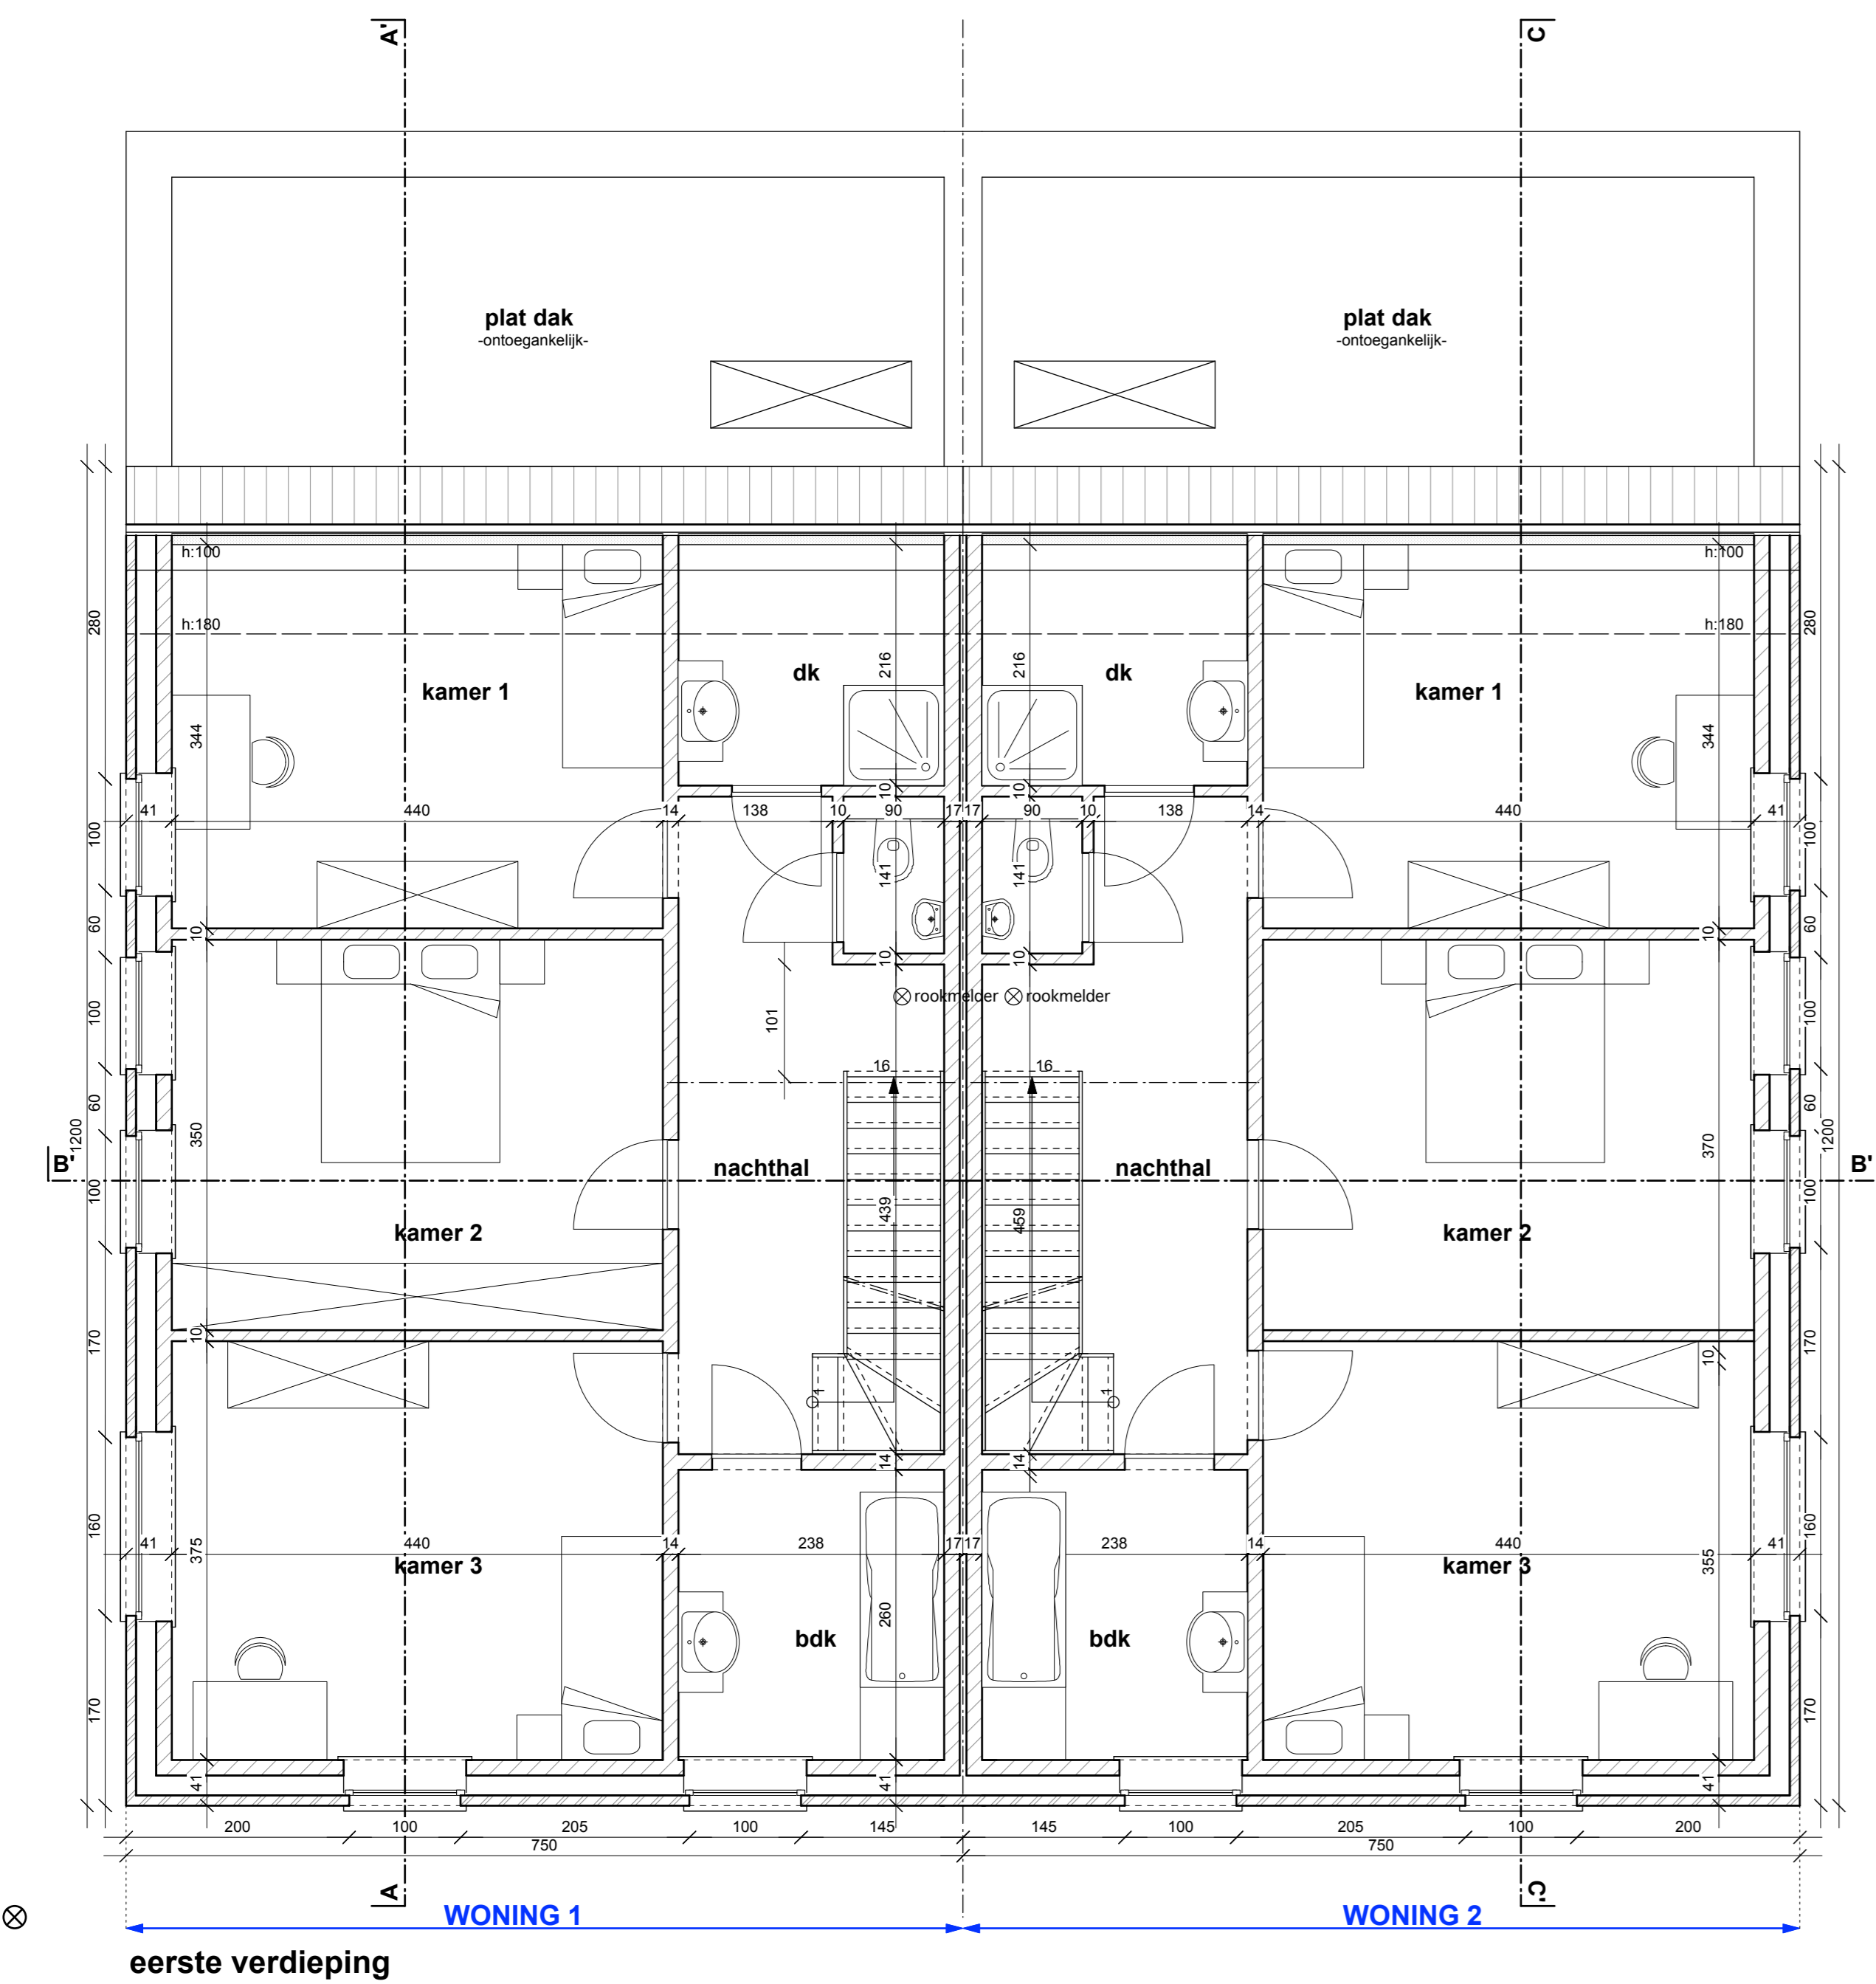 A' C
plat dak plat dak
-ontoegankelijk- -ontoegankelijk-
h:100 h:100
280 280
h:180 h:180
216 216
dk dk
kamer 1 kamer 1
344 344
10 10
41 440 14 138 10 90 17 17 90 10 138 14 440 41
100 100
141 141
60 60
10 10
10 10
rookmelder rookmelder
100 101 100
16 16
60 60
1200 350 370 1200
B' nachthal nachthal B'
100 439 459 100
kamer 2 kamer 2
170 10 10 170
1 1
14 14
160 160
41 440 14 238 17 17 238 14 440 41
375 355
kamer 3 kamer 3
260
bdk bdk
170 170
41 41 41
200 100 205 100 145 145 100 205 100 200
750 750
A C'
WONING 1 WONING 2
eerste verdieping